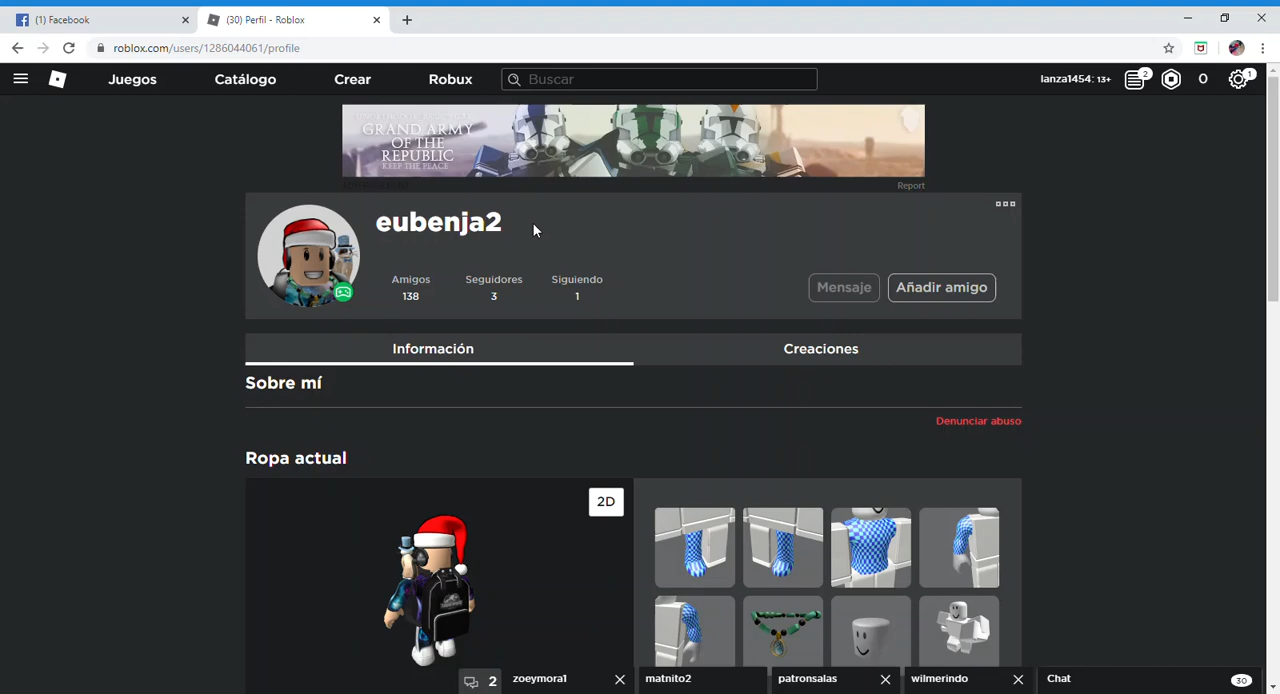 (1) Facebook
(30) Perfil - Roblox
roblox.com/users/1286044061/profile
Juegos
Catálogo
Crear
Robux
Buscar
lanza1454: 13+
2
0
1
GRAND ARMY
OF THE
REPUBLIC
KEEP THE PLACE
Report
eubenja2
Amigos
Seguidores
Siguiendo
138
3
1
Mensaje
Añadir amigo
Información
Creaciones
Sobre mí
Denunciar abuso
Ropa actual
2D
2
zoeymora1
matnito2
patronsalas
wilmerindo
Chat
30